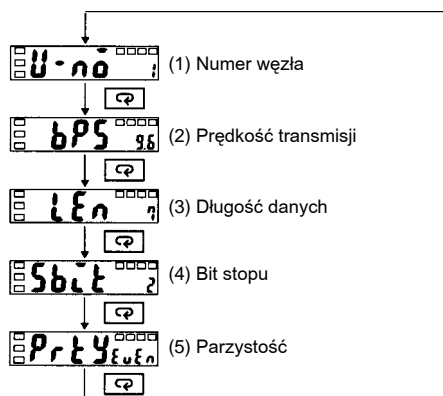 U-no 1 (1) Numer węzła
bPS 9.6 (2) Prędkość transmisji
LEn 7 (3) Długość danych
Sbit 2 (4) Bit stopu
PrtY EuEn (5) Parzystość